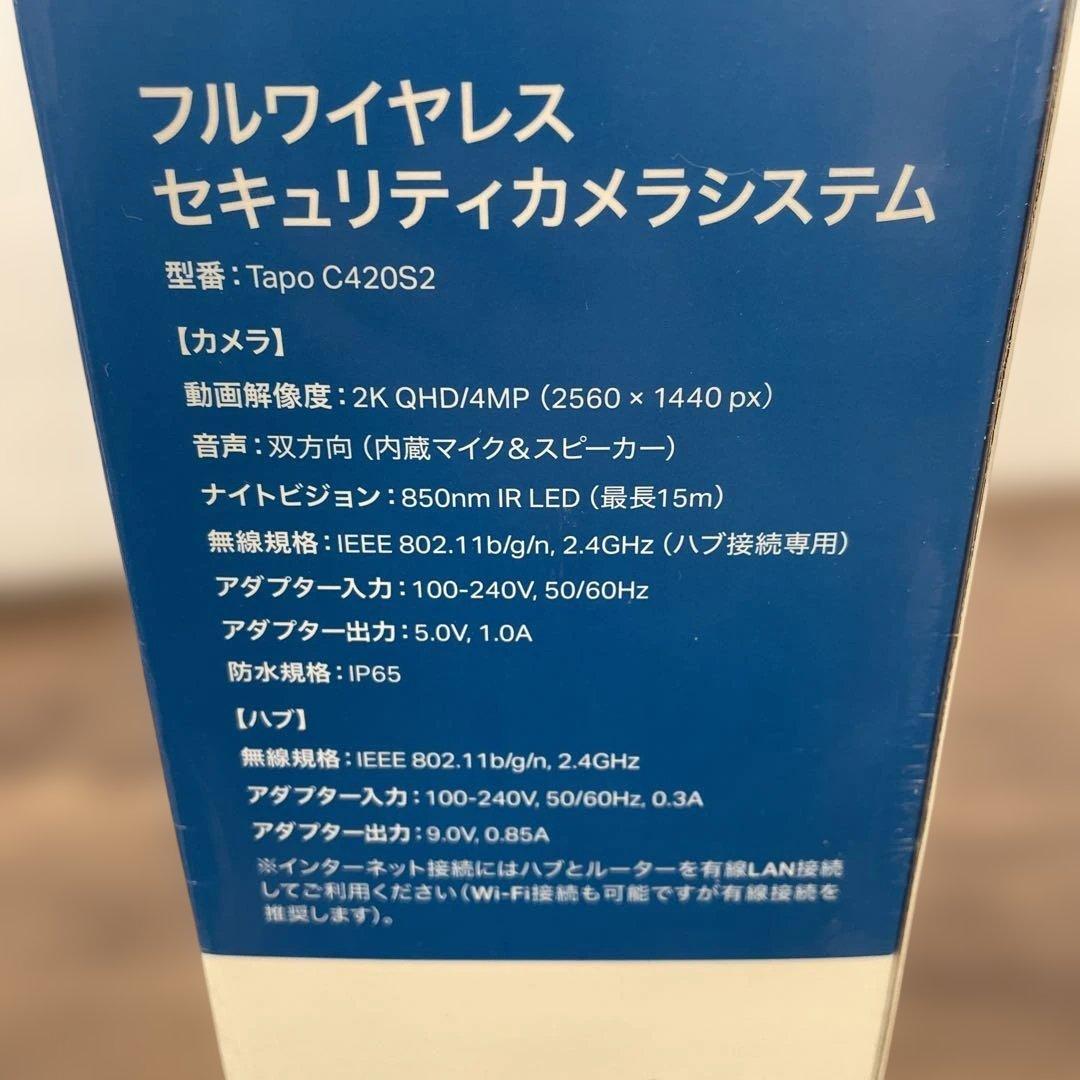 フルワイヤレス
セキュリティカメラシステム
型番：Tapo C420S2
【カメラ】
動画解像度：2K QHD/4MP（2560 × 1440 px）
音声：双方向（内蔵マイク＆スピーカー）
ナイトビジョン：850nm IR LED（最長15m）
無線規格：IEEE 802.11b/g/n, 2.4GHz（ハブ接続専用）
アダプター入力：100-240V, 50/60Hz
アダプター出力：5.0V, 1.0A
防水規格：IP65
【ハブ】
無線規格：IEEE 802.11b/g/n, 2.4GHz
アダプター入力：100-240V, 50/60Hz, 0.3A
アダプター出力：9.0V, 0.85A
※インターネット接続にはハブとルーターを有線LAN接続
してご利用ください（Wi-Fi接続も可能ですが有線接続を
推奨します）。